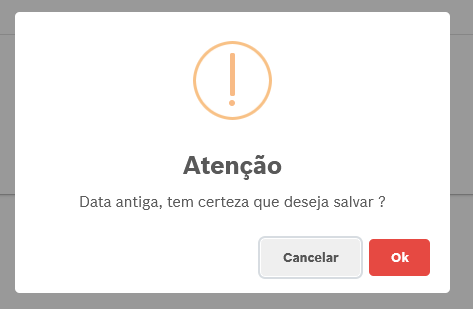 Atenção
Data antiga, tem certeza que deseja salvar ?
Cancelar
Ok